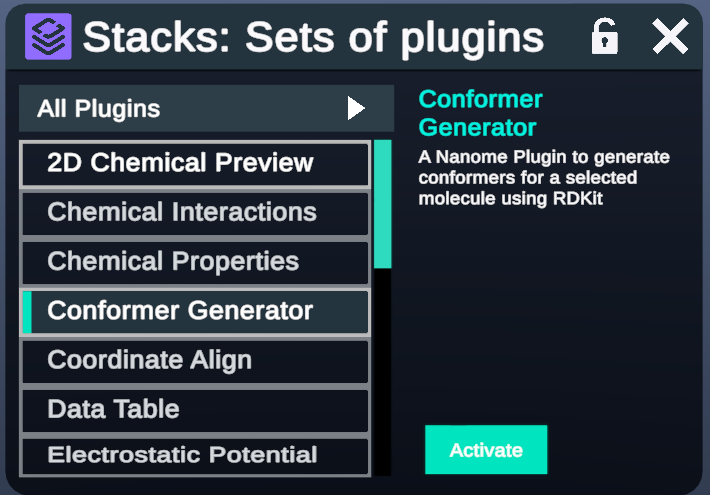 Stacks: Sets of plugins
All Plugins
2D Chemical Preview
Chemical Interactions
Chemical Properties
Conformer Generator
Coordinate Align
Data Table
Electrostatic Potential
Conformer
Generator
A Nanome Plugin to generate
conformers for a selected
molecule using RDKit
Activate